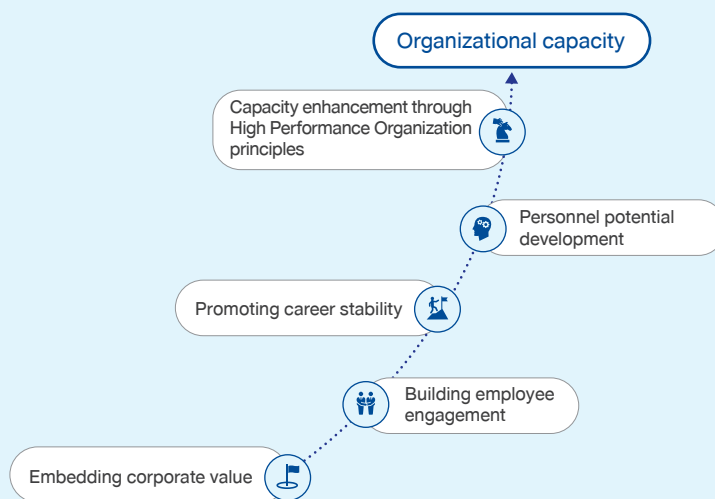 Organizational capacity
Capacity enhancement through
High Performance Organization
principles
Personnel potential
development
Promoting career stability
Building employee
engagement
Embedding corporate value